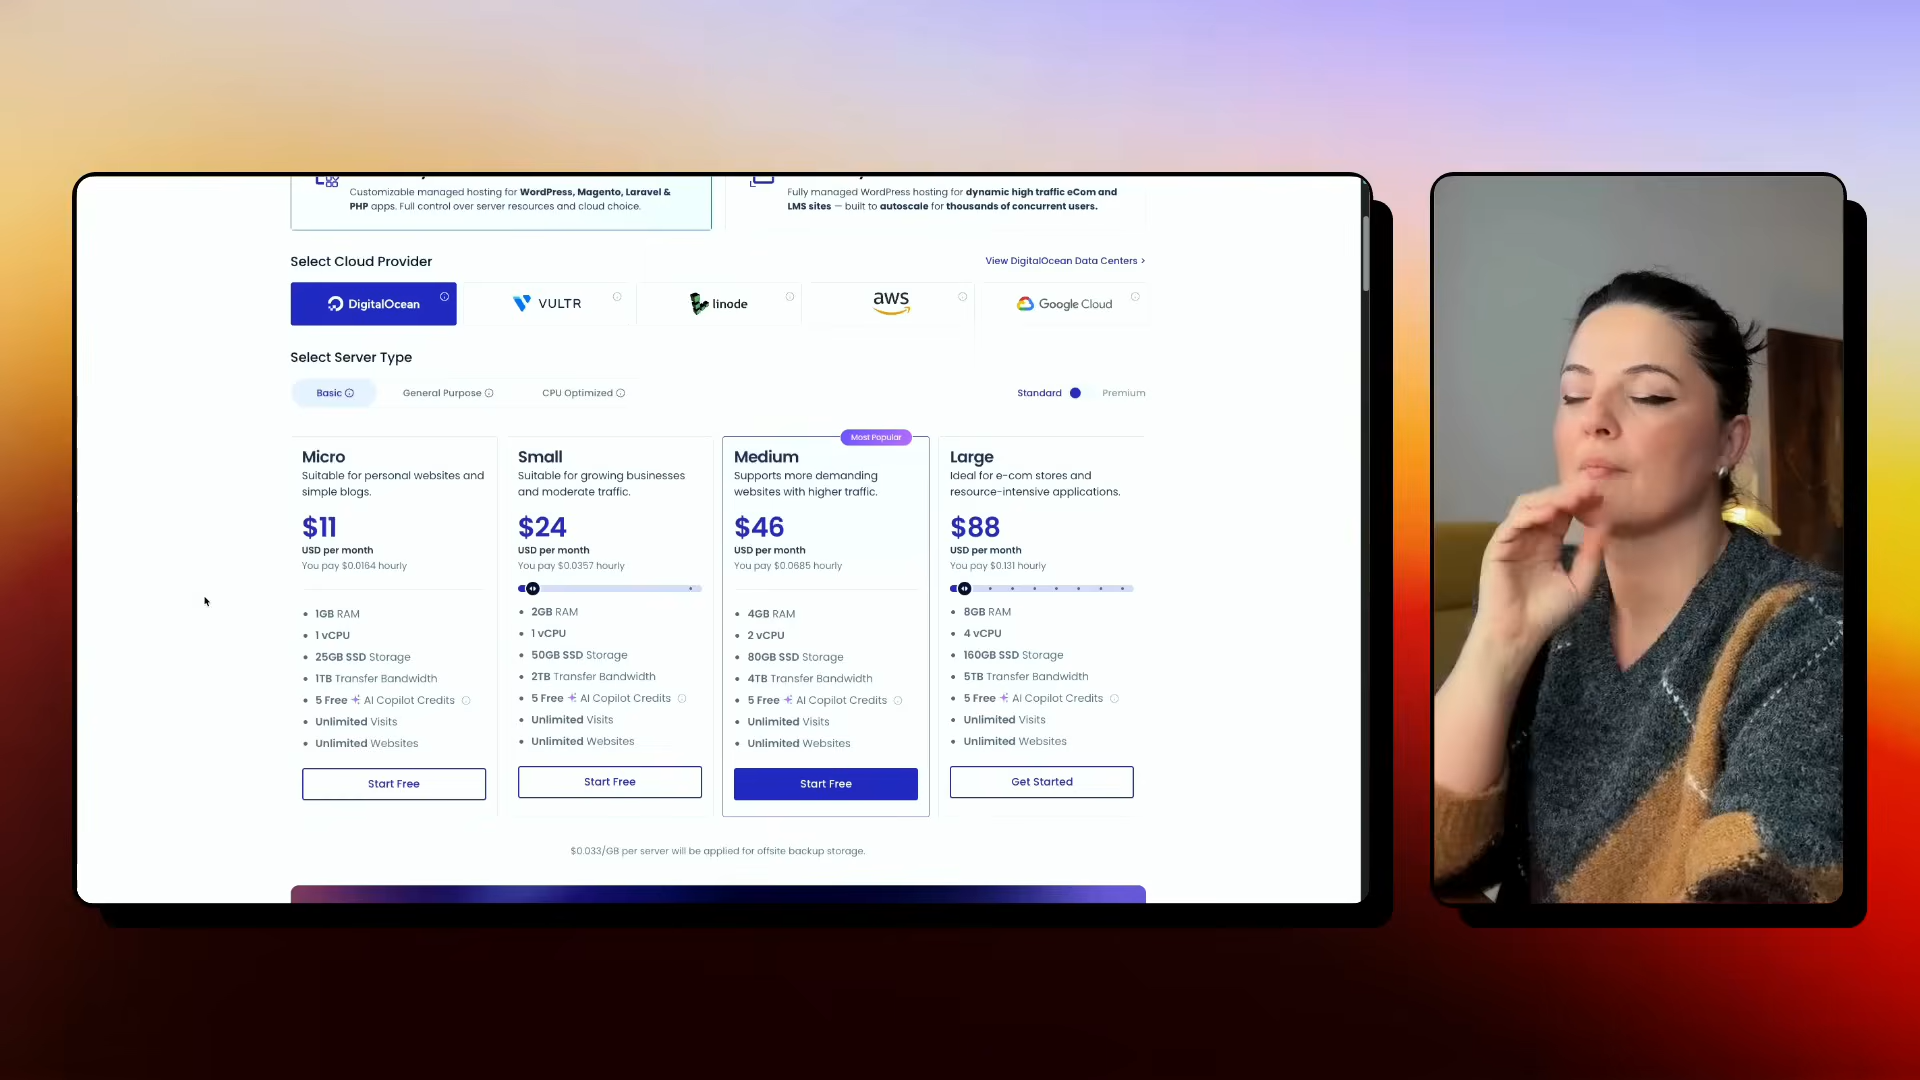 Customizable managed hosting for WordPress, Magento, Laravel &
PHP apps. Full control over server resources and cloud choice.
Fully managed WordPress hosting for dynamic high traffic eCom and
LMS sites — built to autoscale for thousands of concurrent users.
Select Cloud Provider
View DigitalOcean Data Centers >
DigitalOcean
VULTR
linode
aws
Google Cloud
Select Server Type
Basic
General Purpose
CPU Optimized
Standard
Premium
Micro
Suitable for personal websites and
simple blogs.
$11
USD per month
You pay $0.0164 hourly
1GB RAM
1 vCPU
25GB SSD Storage
1TB Transfer Bandwidth
5 Free AI Copilot Credits
Unlimited Visits
Unlimited Websites
Start Free
Small
Suitable for growing businesses
and moderate traffic.
$24
USD per month
You pay $0.0357 hourly
2GB RAM
1 vCPU
50GB SSD Storage
2TB Transfer Bandwidth
5 Free AI Copilot Credits
Unlimited Visits
Unlimited Websites
Start Free
Most Popular
Medium
Supports more demanding
websites with higher traffic.
$46
USD per month
You pay $0.0685 hourly
4GB RAM
2 vCPU
80GB SSD Storage
4TB Transfer Bandwidth
5 Free AI Copilot Credits
Unlimited Visits
Unlimited Websites
Start Free
Large
Ideal for e-com stores and
resource-intensive applications.
$88
USD per month
You pay $0.131 hourly
8GB RAM
4 vCPU
160GB SSD Storage
5TB Transfer Bandwidth
5 Free AI Copilot Credits
Unlimited Visits
Unlimited Websites
Get Started
$0.033/GB per server will be applied for offsite backup storage.